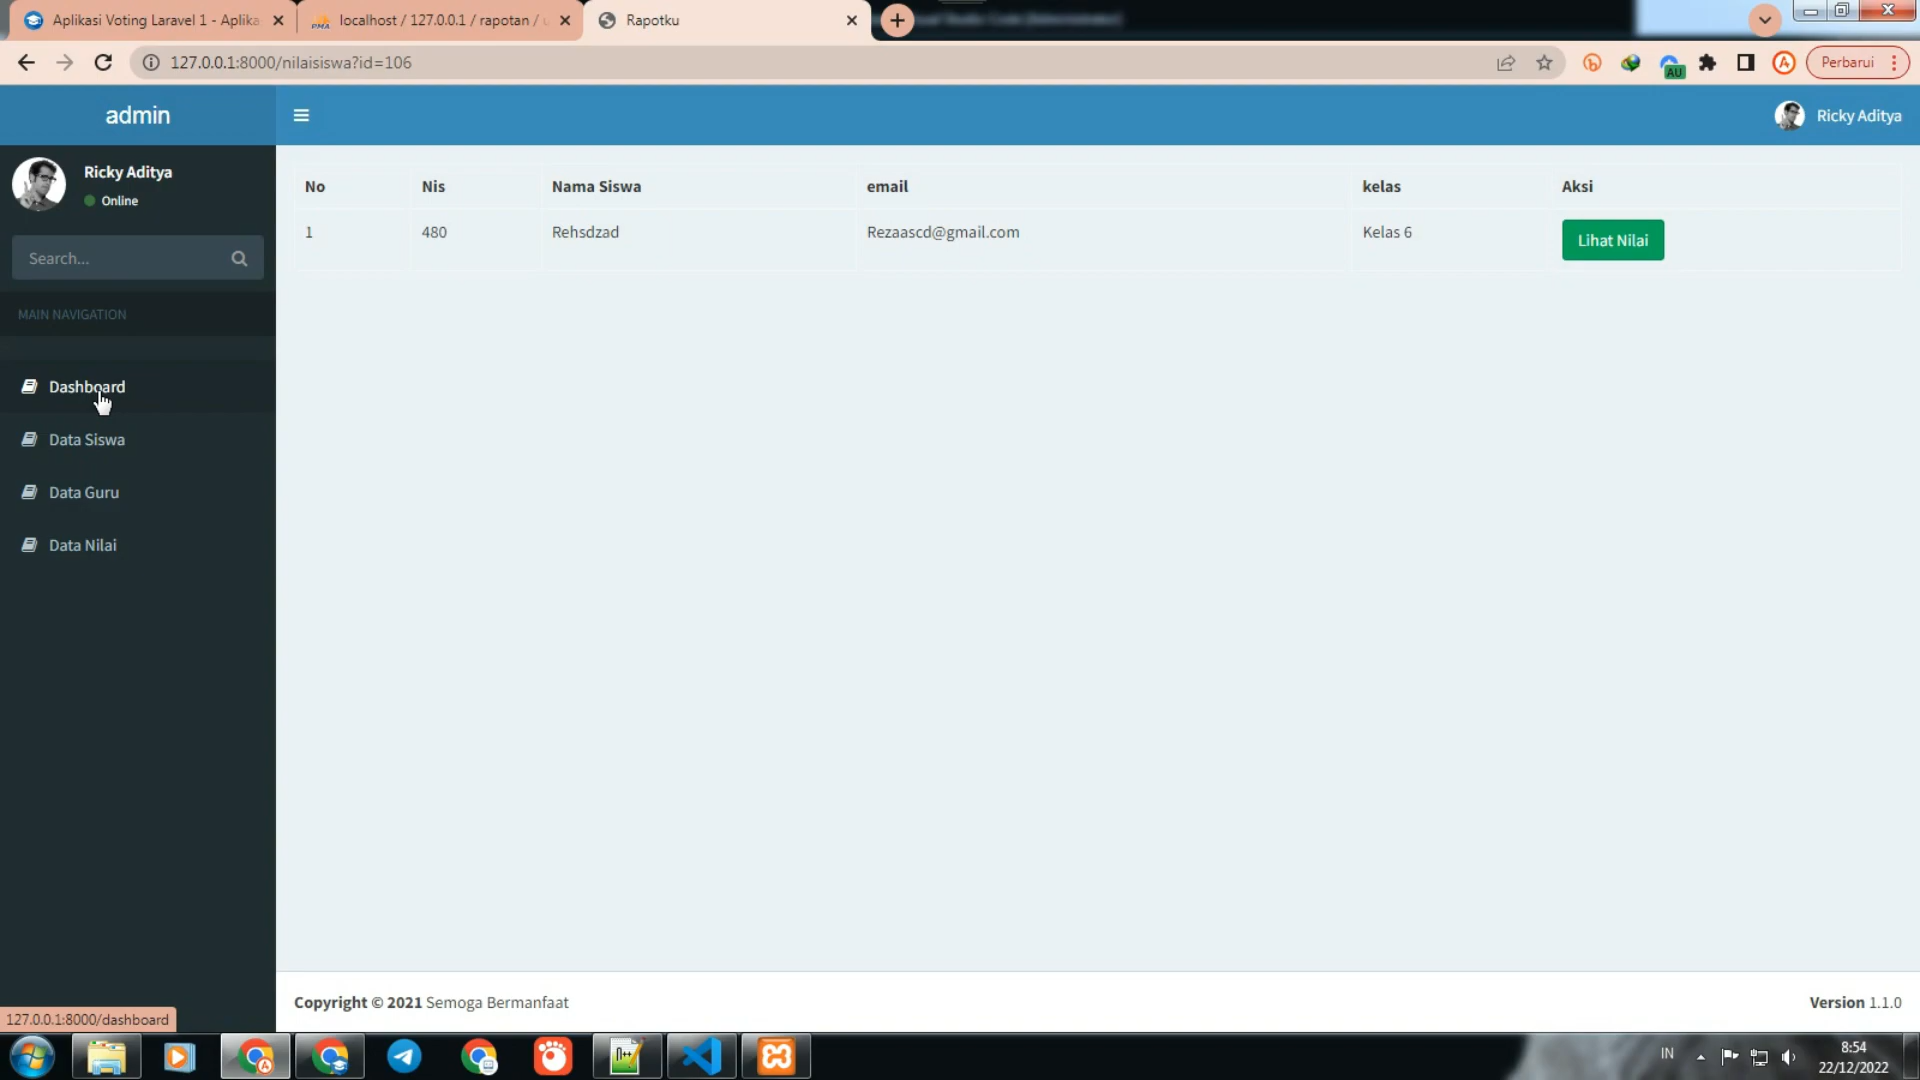 Aplikasi Voting Laravel 1 - Aplika
localhost / 127.0.0.1 / rapotan /
Rapotku
127.0.0.1:8000/nilaisiswa?id=106
AU
Perbarui
admin
Ricky Aditya
Ricky Aditya
Online
Search...
MAIN NAVIGATION
Dashboard
Data Siswa
Data Guru
Data Nilai
No Nis Nama Siswa email kelas Aksi
1 480 Rehsdzad Rezaascd@gmail.com Kelas 6 Lihat Nilai
Copyright © 2021 Semoga Bermanfaat
Version 1.1.0
127.0.0.1:8000/dashboard
IN
8:54
22/12/2022